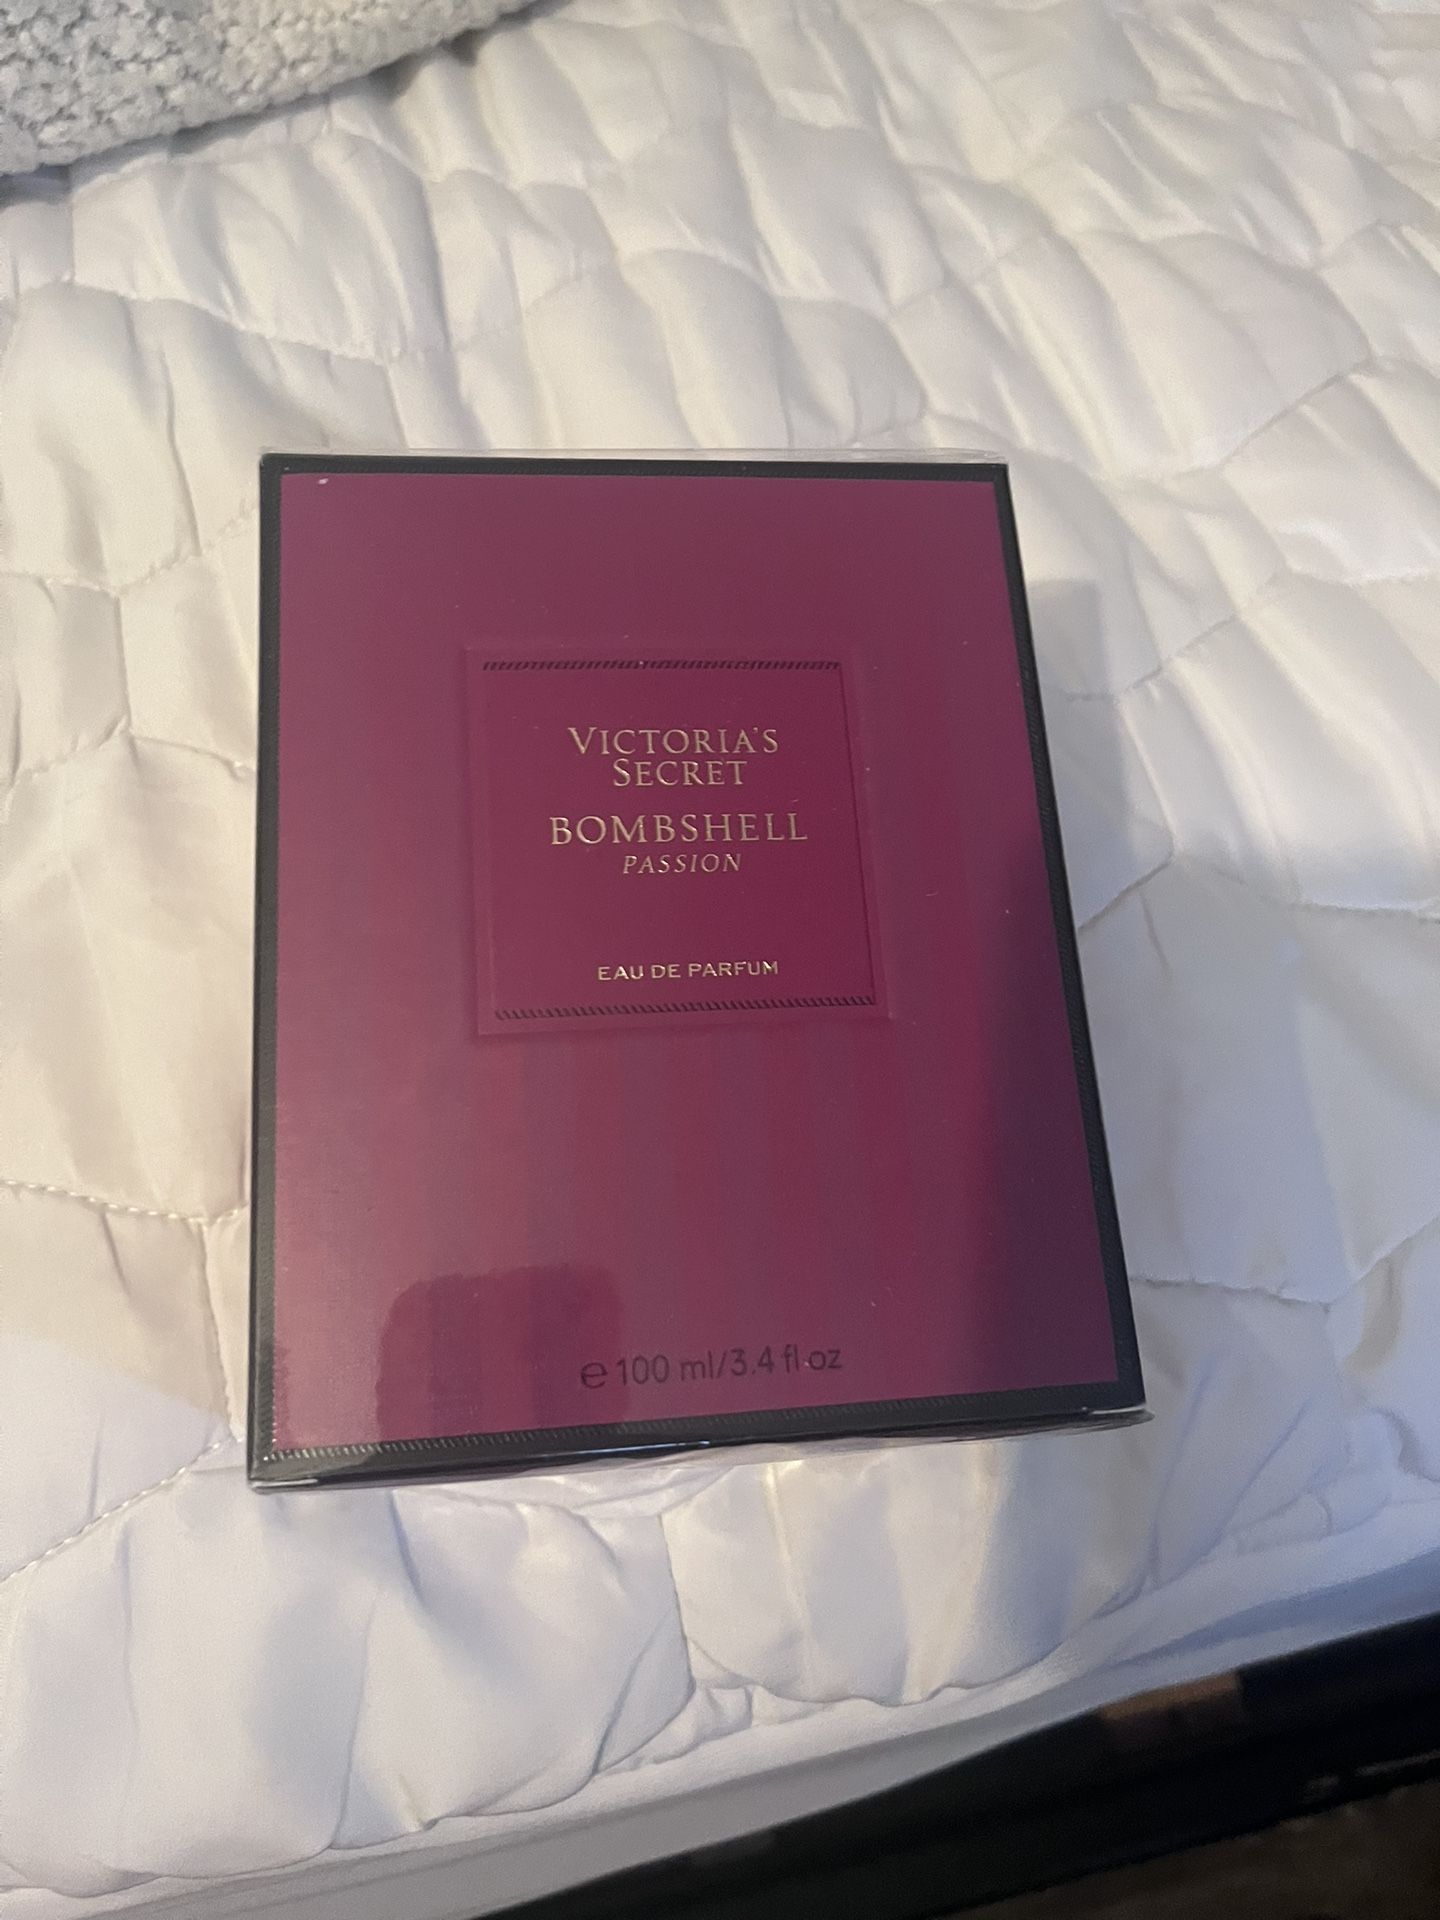 VICTORIA'S
SECRET
BOMBSHELL
PASSION
EAU DE PARFUM
℮ 100 ml/3.4 fl oz